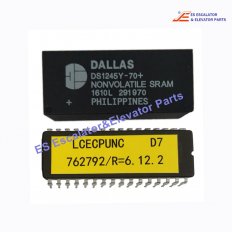 ES ESCALATOR
& ELEVATOR PARTS
DALLAS
DS1245Y-70+
NONVOLATILE SRAM
1610L 291970
PHILIPPINES
ES Escalator & Elevator Parts
LCECPUNC D7
762792/R=6.12.2